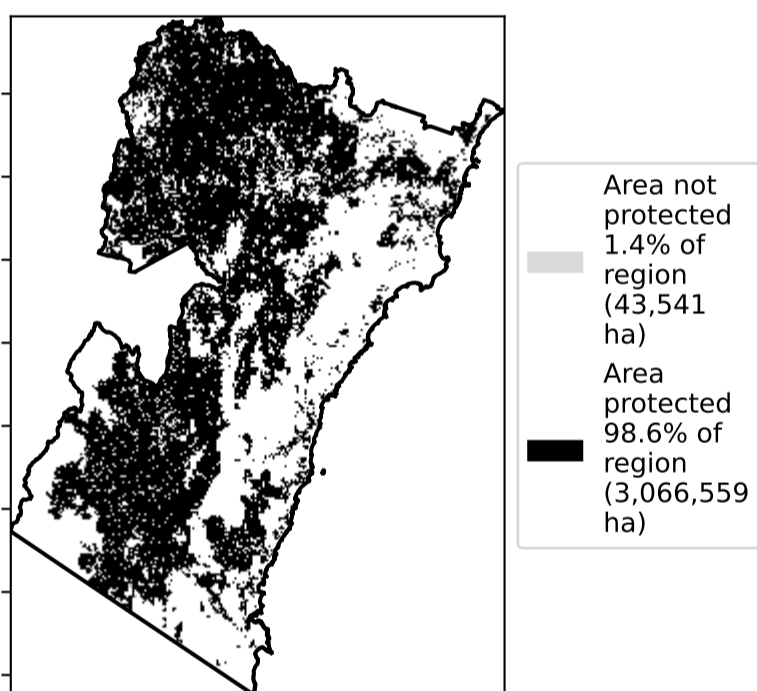 Area not
protected
1.4% of
region
(43,541
ha)
Area
protected
98.6% of
region
(3,066,559
ha)